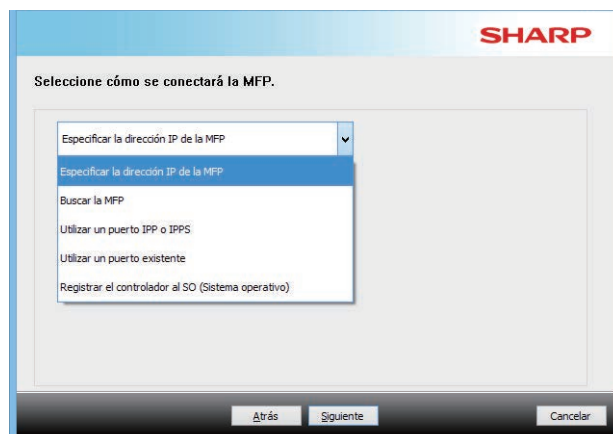 SHARP
Seleccione cómo se conectará la MFP.
Especificar la dirección IP de la MFP
Especificar la dirección IP de la MFP
Buscar la MFP
Utilizar un puerto IPP o IPPS
Utilizar un puerto existente
Registrar el controlador al SO (Sistema operativo)
Atrás Siguiente Cancelar